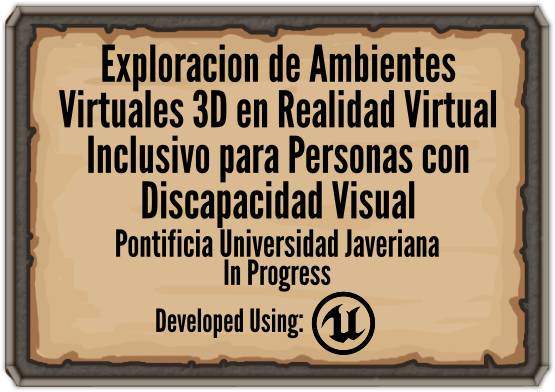 Exploracion de Ambientes
Virtuales 3D en Realidad Virtual
Inclusivo para Personas con
Discapacidad Visual
Pontificia Universidad Javeriana
In Progress
Developed Using: